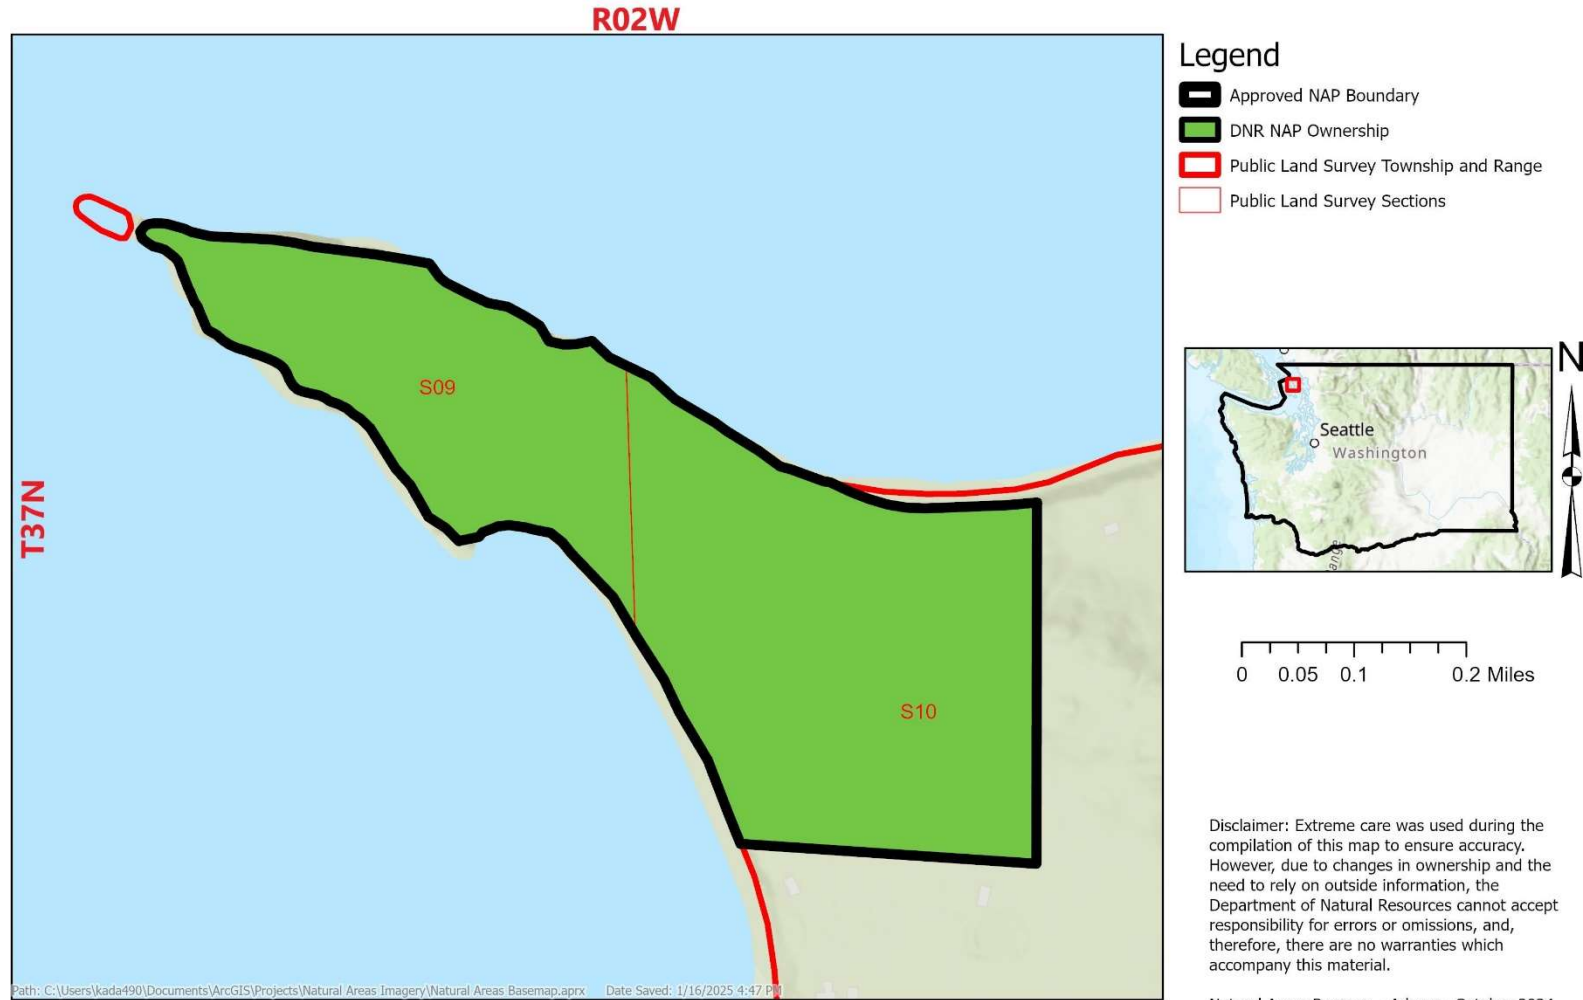 R02W
T37N
S09
S10
Path: C:\Users\kada490\Documents\ArcGIS\Projects\Natural Areas Imagery\Natural Areas Basemap.aprx Date Saved: 1/16/2025 4:47 PM
Legend
Approved NAP Boundary
DNR NAP Ownership
Public Land Survey Township and Range
Public Land Survey Sections
N
Seattle
Washington
0 0.05 0.1 0.2 Miles
Disclaimer: Extreme care was used during the
compilation of this map to ensure accuracy.
However, due to changes in ownership and the
need to rely on outside information, the
Department of Natural Resources cannot accept
responsibility for errors or omissions, and,
therefore, there are no warranties which
accompany this material.